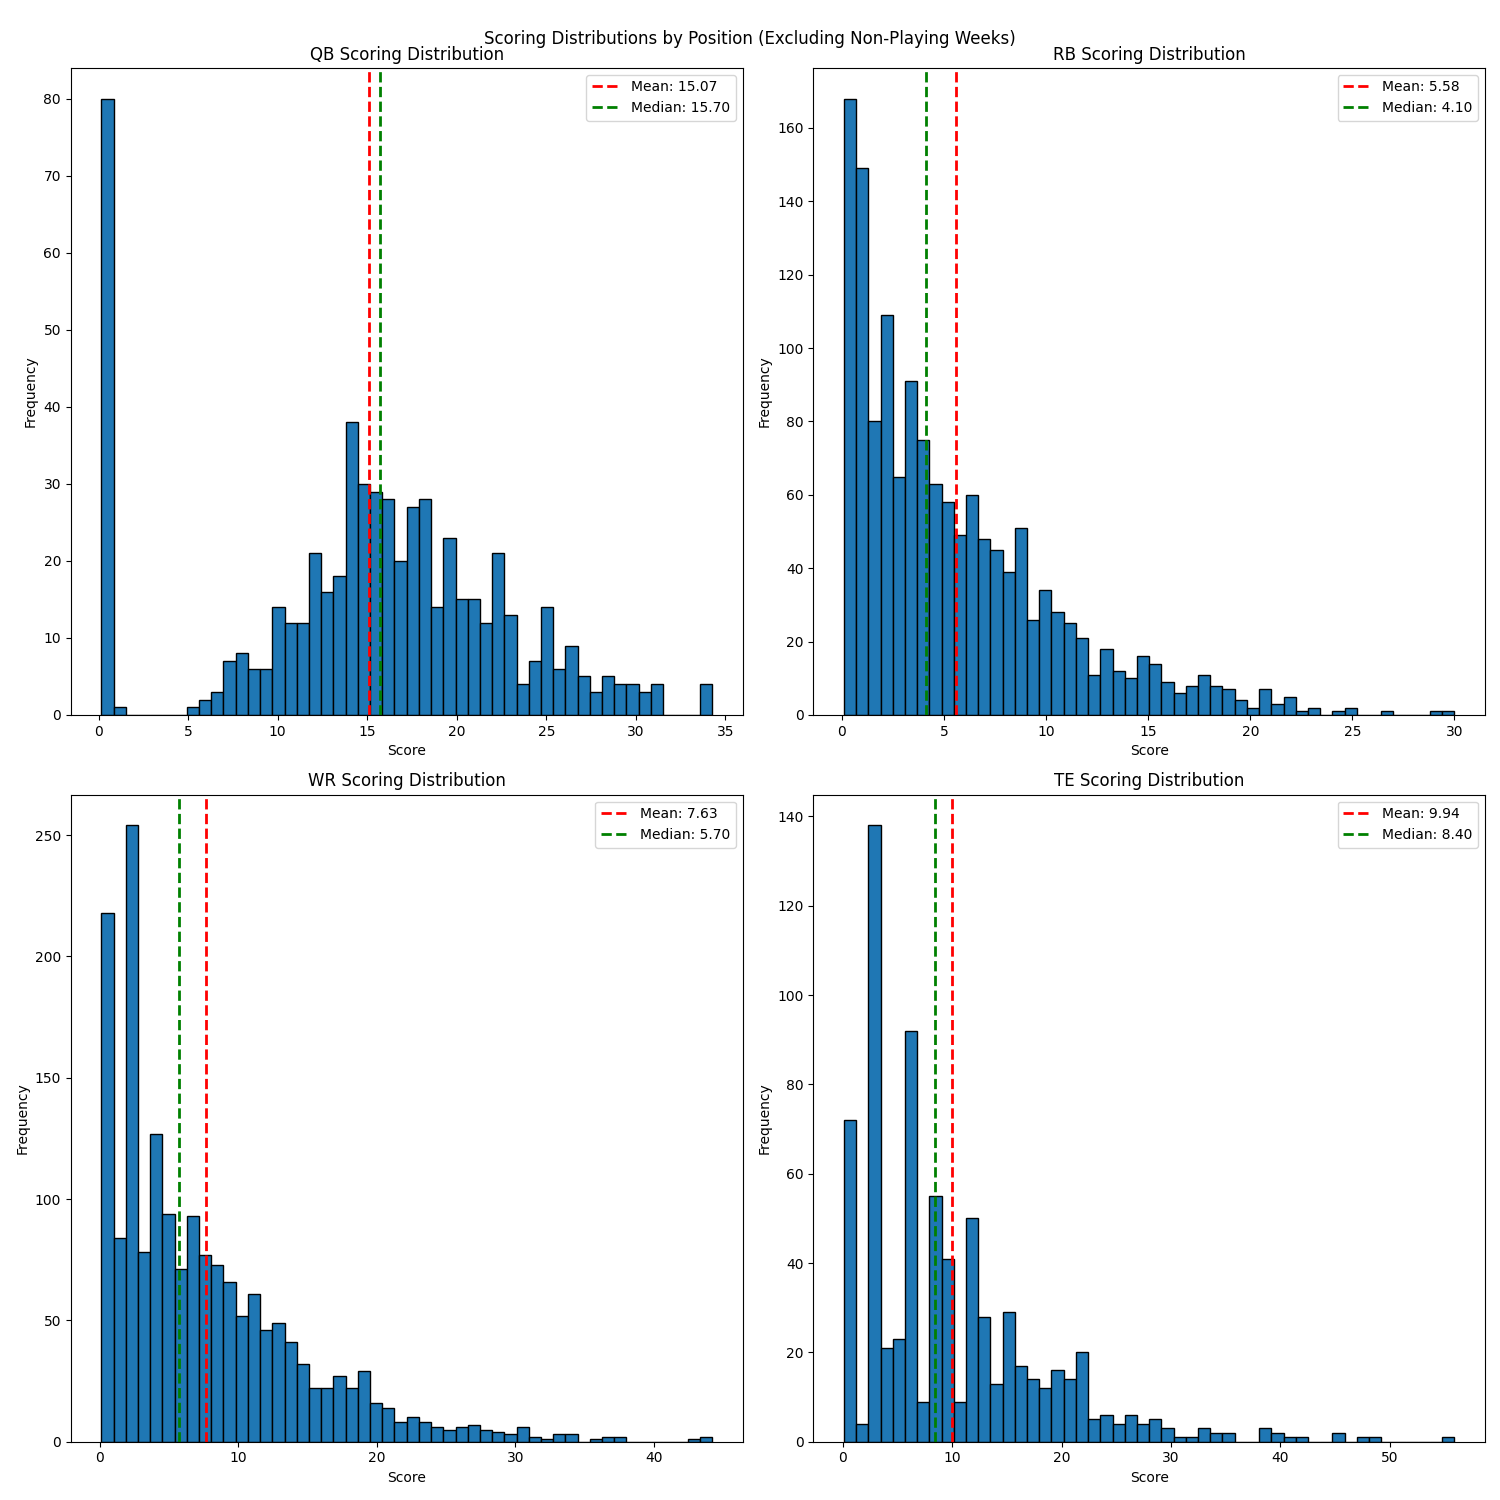 Scoring Distributions by Position (Excluding Non-Playing Weeks)
QB Scoring Distribution
Mean: 15.07
Median: 15.70
Frequency
80
70
60
50
40
30
20
10
0
0 5 10 15 20 25 30 35
Score
RB Scoring Distribution
Mean: 5.58
Median: 4.10
Frequency
160
140
120
100
80
60
40
20
0
0 5 10 15 20 25 30
Score
WR Scoring Distribution
Mean: 7.63
Median: 5.70
Frequency
250
200
150
100
50
0
0 10 20 30 40
Score
TE Scoring Distribution
Mean: 9.94
Median: 8.40
Frequency
140
120
100
80
60
40
20
0
0 10 20 30 40 50
Score